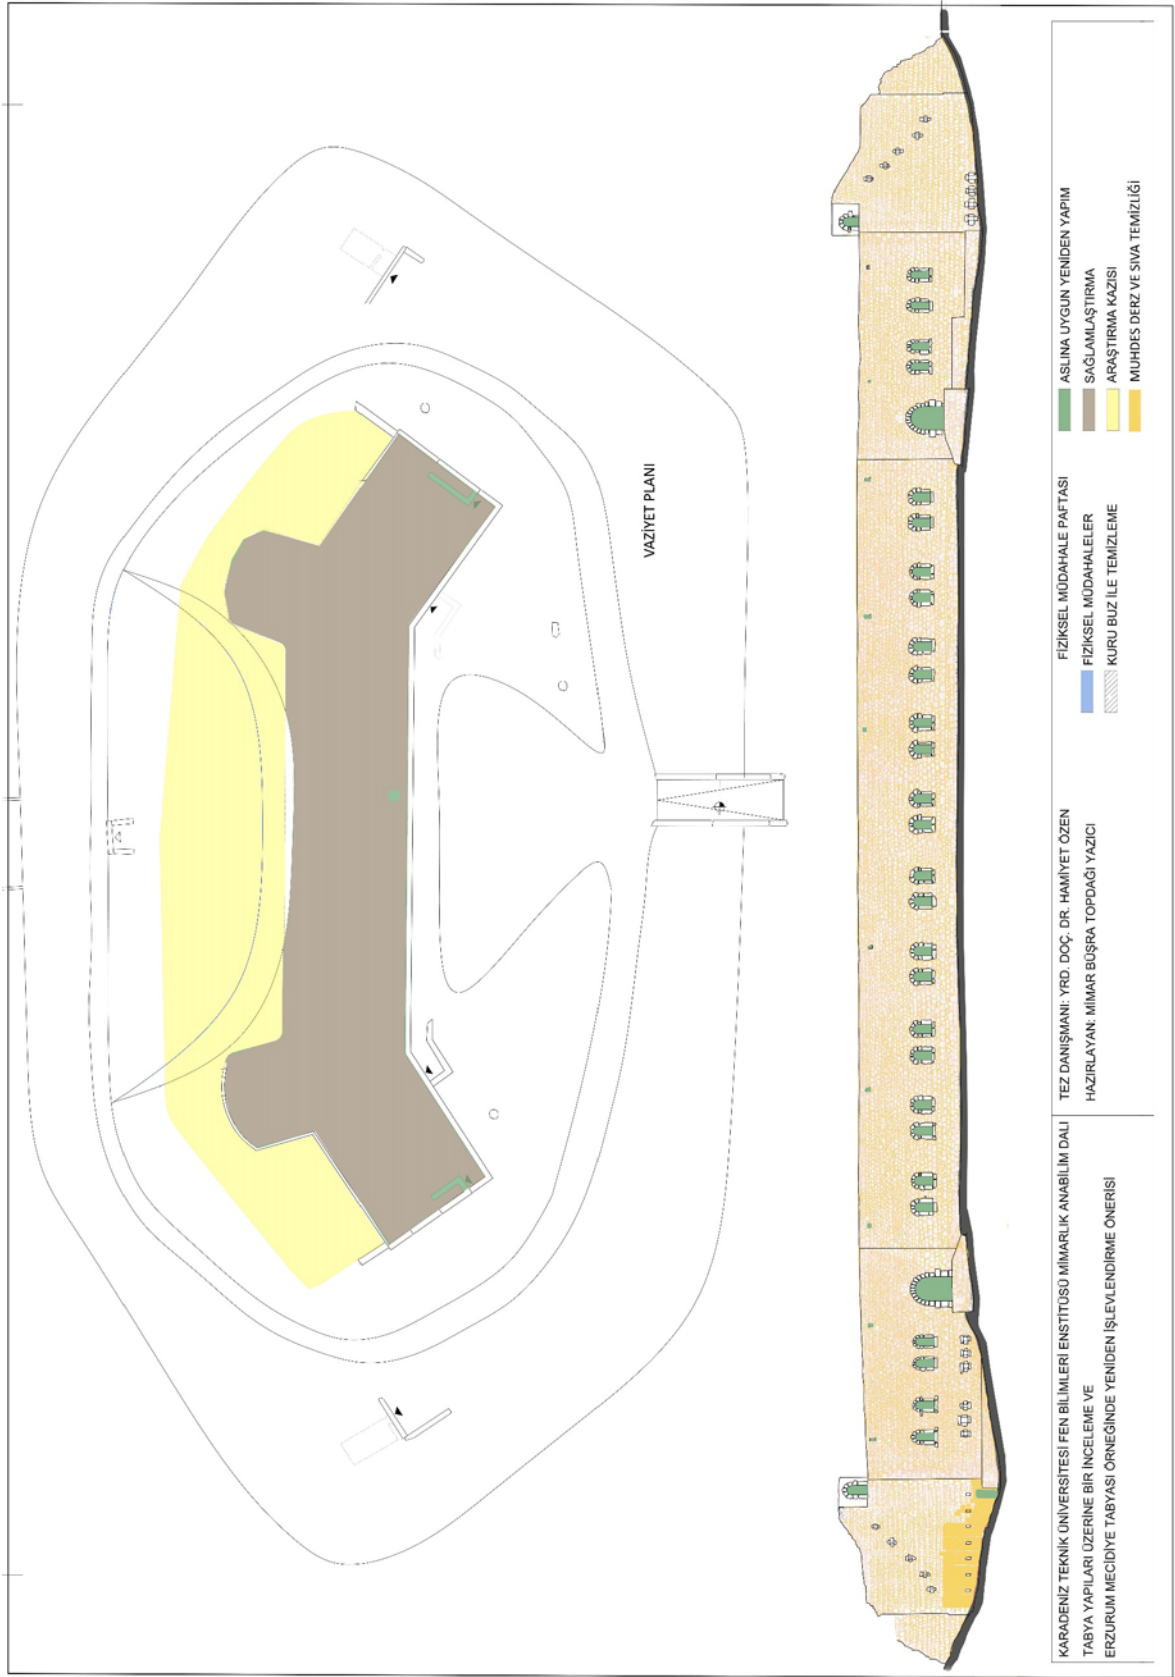 VAZİYET PLANI
KARADENİZ TEKNİK ÜNİVERSİTESİ FEN BİLİMLERİ ENSTİTÜSÜ MİMARLIK ANABİLİM DALI
TABYA YAPILARI ÜZERİNE BİR İNCELEME VE
ERZURUM MECİDİYE TABYASI ÖRNEĞİNDE YENİDEN İŞLEVLENDİRME ÖNERİSİ
TEZ DANIŞMANI: YRD. DOÇ. DR. HAMİYET ÖZEN
HAZIRLAYAN: MİMAR BÜŞRA TOPDAĞI YAZICI
FİZİKSEL MÜDAHALE PAFTASI
FİZİKSEL MÜDAHALELER
KURU BUZ İLE TEMİZLEME
ASLINA UYGUN YENİDEN YAPIM
SAĞLAMLAŞTIRMA
ARAŞTIRMA KAZISI
MUHDES DERZ VE SIVA TEMİZLİĞİ